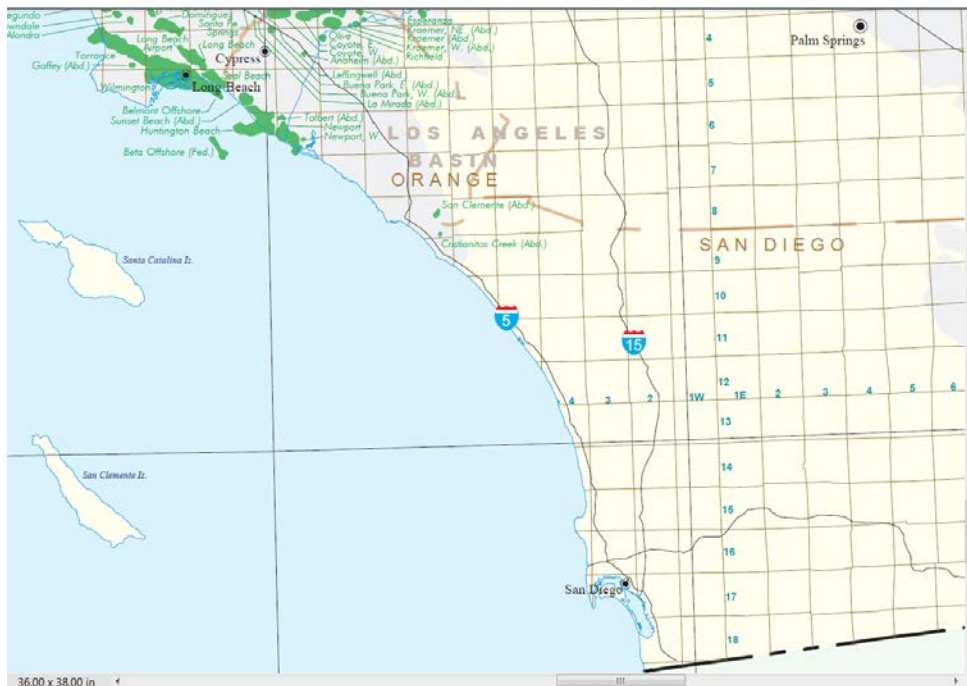 Domingue
Segundo
Santa Fe
Springs
Long Beach
Airport
Long Beach
Alondra
Torrance
Gaffey (Abd.)
Wilmington
Cypress
Seal Beach
Long Beach
Belmont Offshore
Sunset Beach (Abd.)
Huntington Beach
Beta Offshore (Fed.)
Olive
Coyote, E.
Coyote, W.
Anaheim (Abd.)
Esperanza
Kraemer, NE (Abd.)
Kraemer (Abd.)
Kraemer, W. (Abd.)
Richfield
Leffingwell (Abd.)
Buena Park, E. (Abd.)
Buena Park, W. (Abd.)
La Mirada (Abd.)
Talbert (Abd.)
Newport
Newport, W.
Palm Springs
L
LOS ANGELES
BASIN
ORANGE
San Clemente (Abd.)
Cristianitos Creek (Abd.)
SAN DIEGO
Santa Catalina Is.
San Clemente Is.
5
15
4
5
6
7
8
9
10
11
12
4 3 2 1W 1E 2 3 4 5 6
13
14
15
16
17
18
San Diego
36.00 x 38.00 in